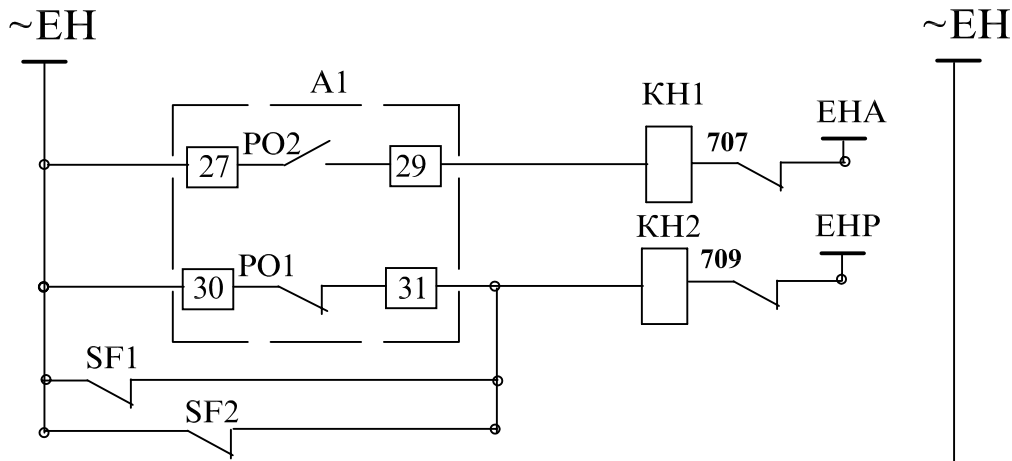 ~ЕН
~ЕН
А1
КН1
ЕНА
РО2
707
27
29
КН2
ЕНР
РО1
709
30
31
SF1
SF2